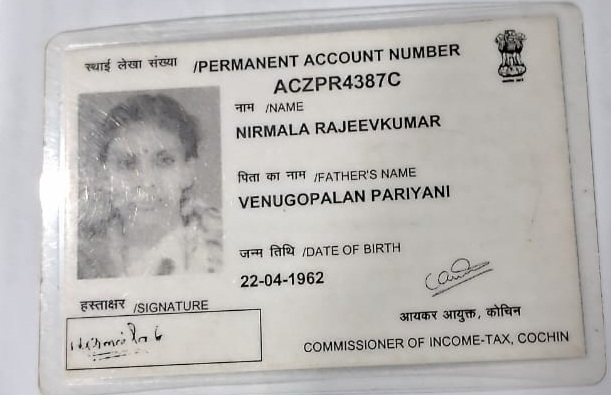 स्थाई लेखा संख्या /PERMANENT ACCOUNT NUMBER
ACZPR4387C
नाम /NAME
NIRMALA RAJEEVKUMAR
पिता का नाम /FATHER'S NAME
VENUGOPALAN PARIYANI
जन्म तिथि /DATE OF BIRTH
22-04-1962
हस्ताक्षर /SIGNATURE
आयकर आयुक्त, कोचिन
COMMISSIONER OF INCOME-TAX, COCHIN